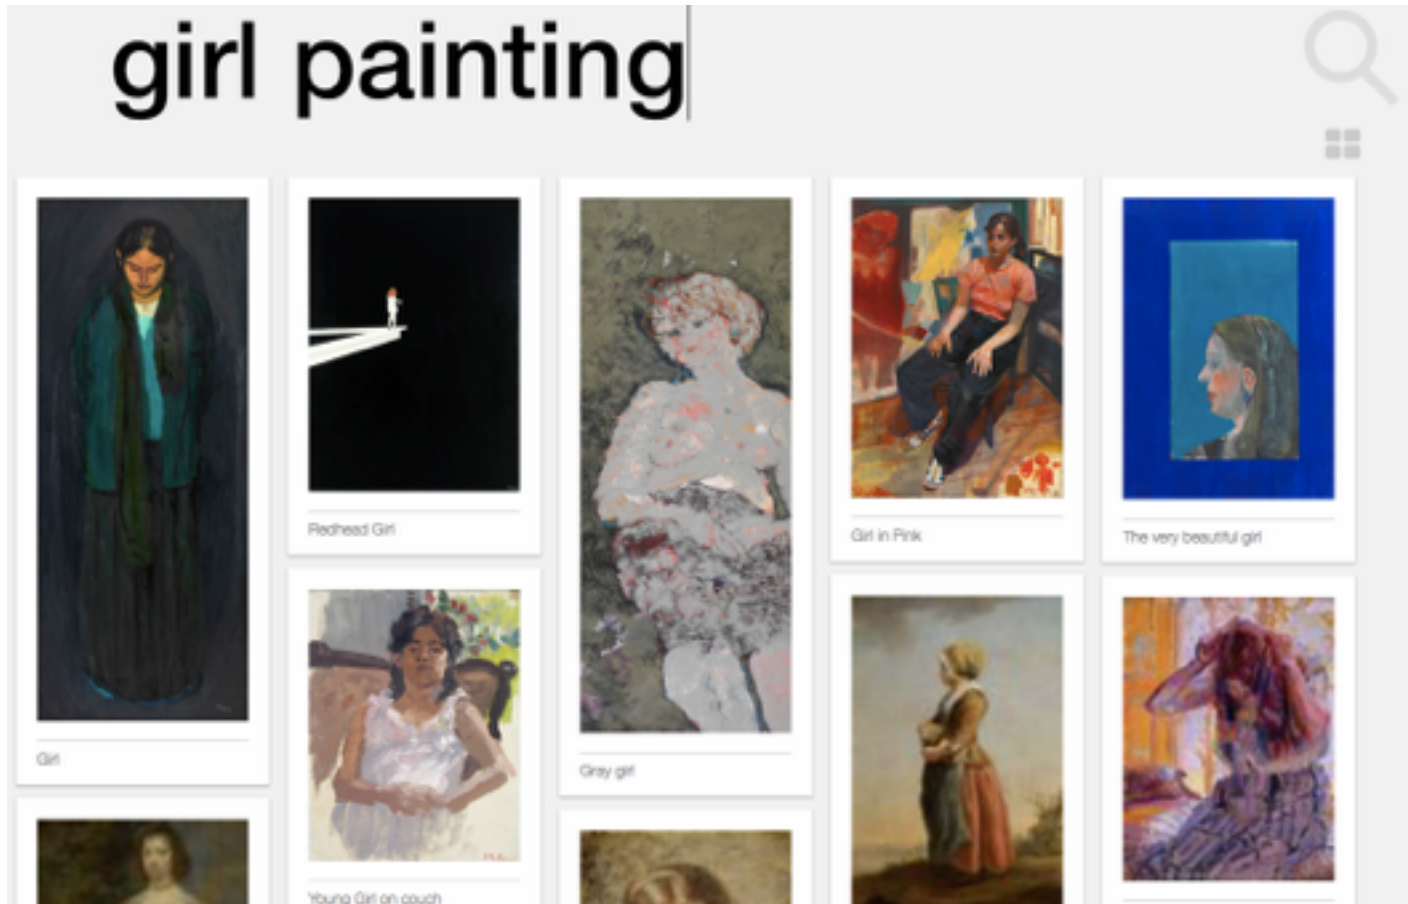 girl painting
Girl
Redhead Girl
Young Girl on couch
Gray girl
Girl in Pink
The very beautiful girl